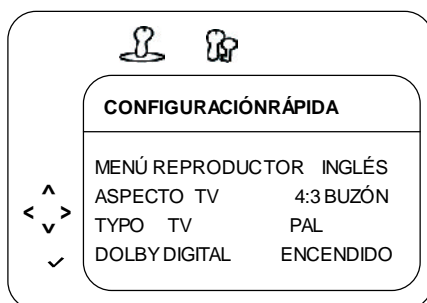 CONFIGURACIÓNRÁPIDA
MENÚ REPRODUCTOR INGLÉS
ASPECTO TV 4:3 BUZÓN
TYPO TV PAL
DOLBY DIGITAL ENCENDIDO